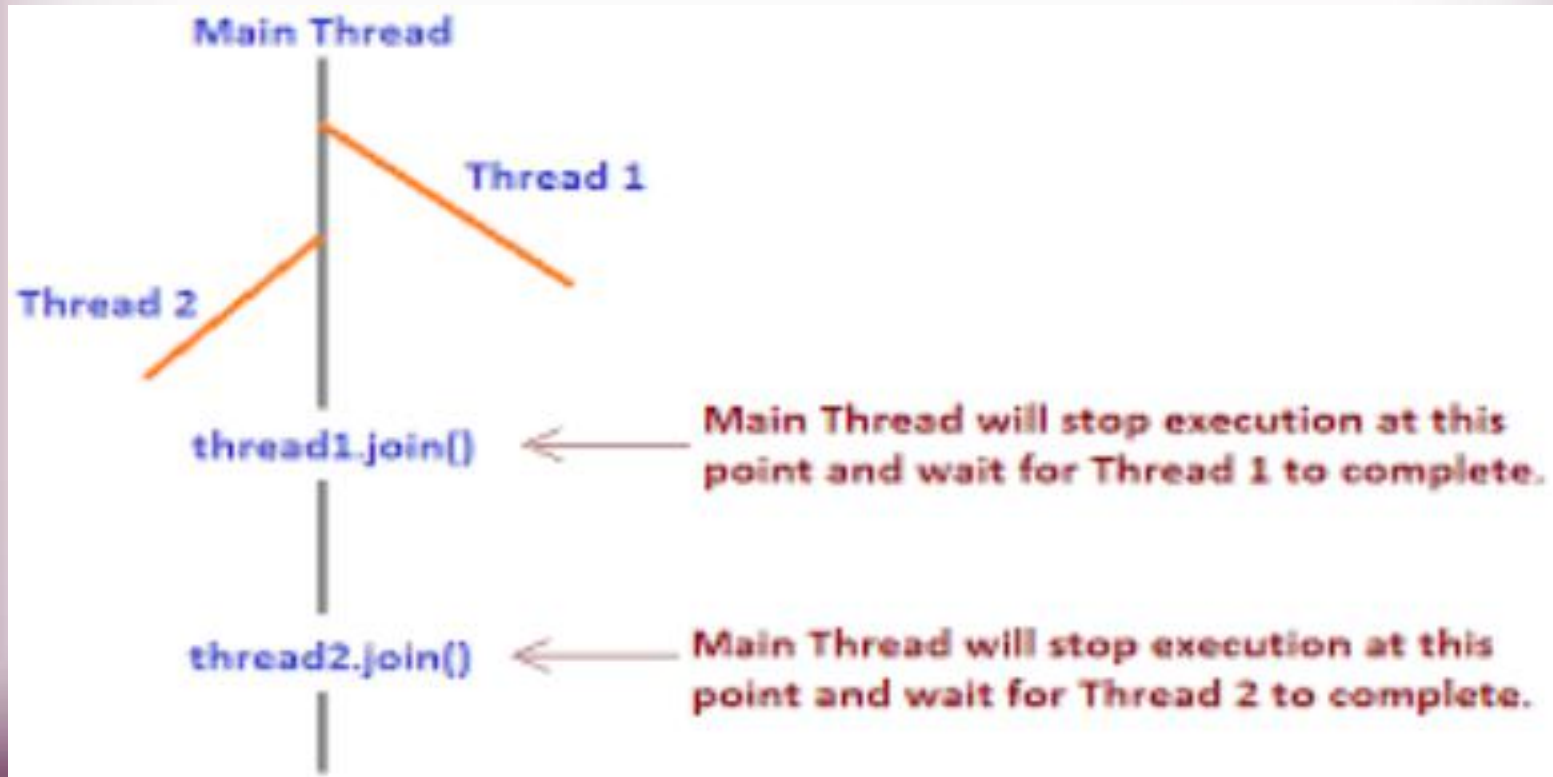 Main Thread
Thread 1
Thread 2
thread1.join()
Main Thread will stop execution at this
point and wait for Thread 1 to complete.
thread2.join()
Main Thread will stop execution at this
point and wait for Thread 2 to complete.